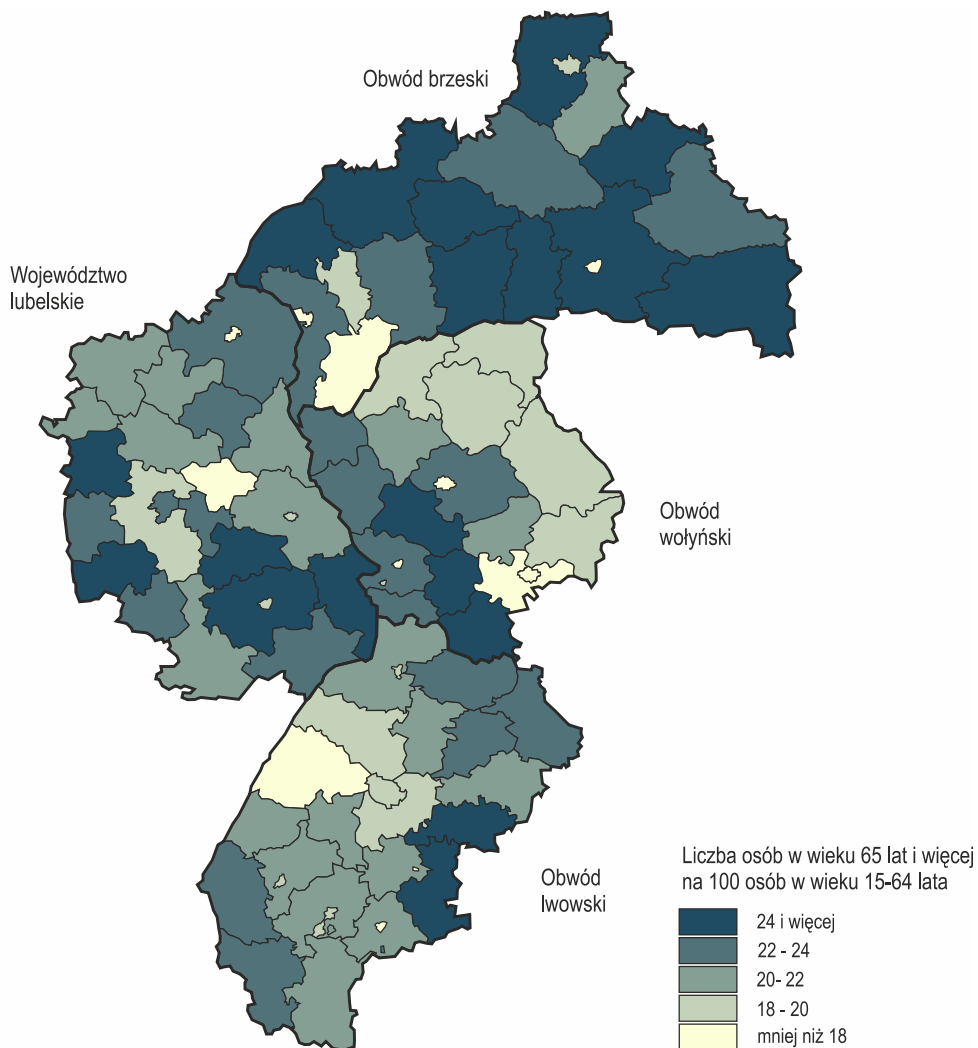 Obwód brzeski
Województwo
lubelskie
Obwód
wołyński
Obwód
lwowski
Liczba osób w wieku 65 lat i więcej
na 100 osób w wieku 15-64 lata
24 i więcej
22 - 24
20- 22
18 - 20
mniej niż 18